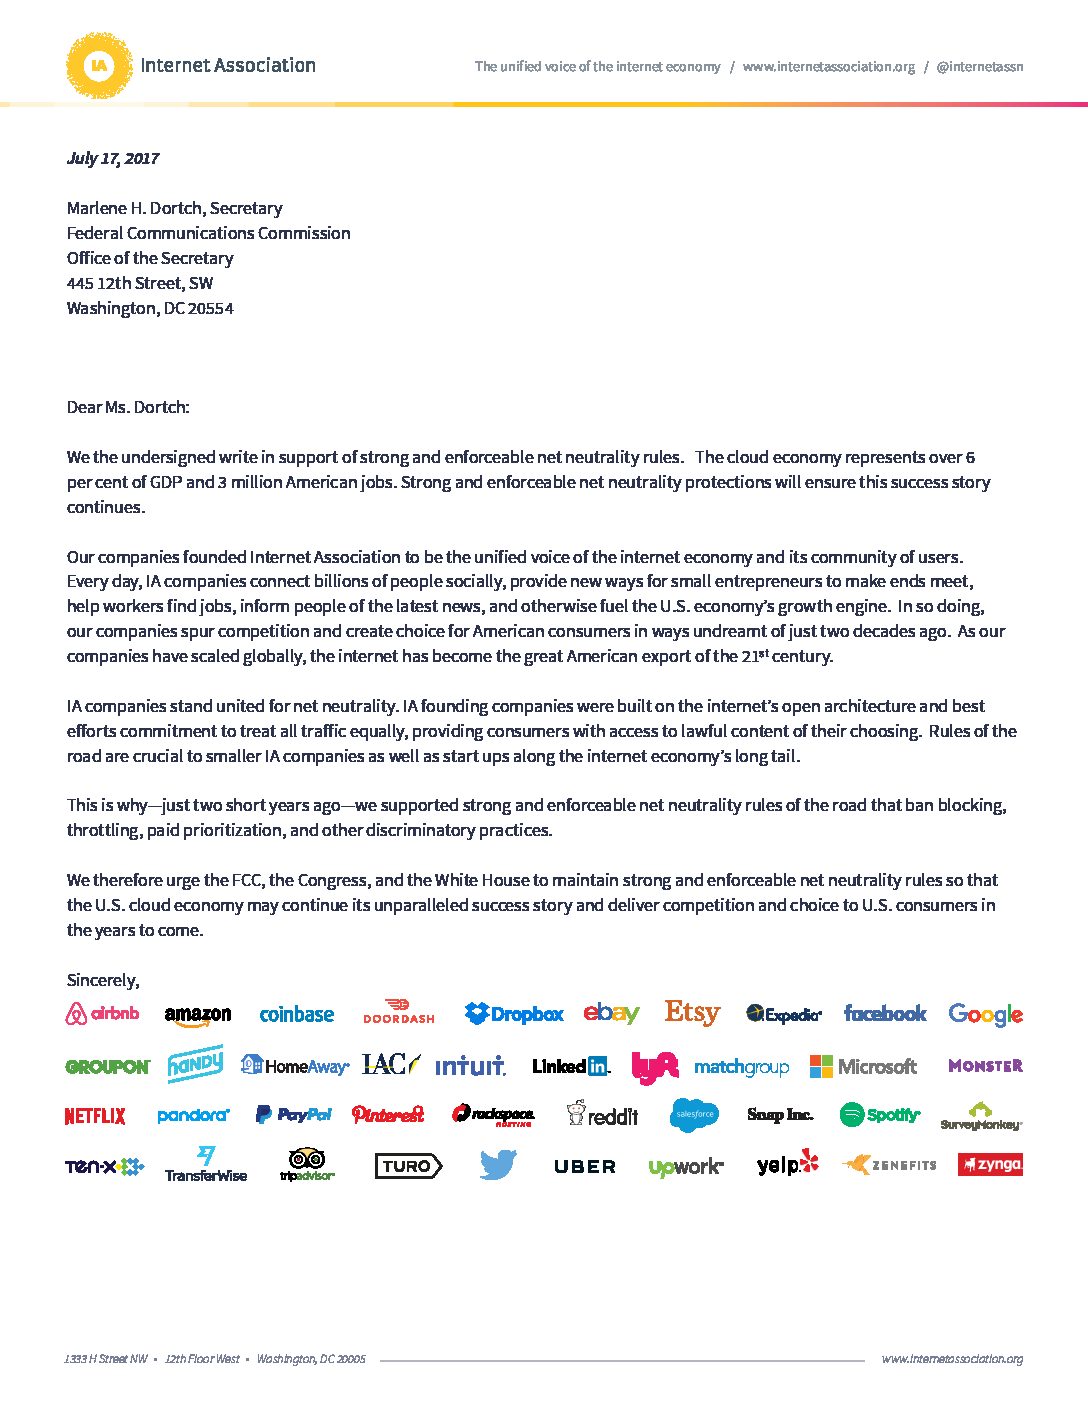 IA Internet Association
The unified voice of the internet economy / www.internetassociation.org / @internetassn
July 17, 2017
Marlene H. Dortch, Secretary
Federal Communications Commission
Office of the Secretary
445 12th Street, SW
Washington, DC 20554
Dear Ms. Dortch:
We the undersigned write in support of strong and enforceable net neutrality rules. The cloud economy represents over 6
per cent of GDP and 3 million American jobs. Strong and enforceable net neutrality protections will ensure this success story
continues.
Our companies founded Internet Association to be the unified voice of the internet economy and its community of users.
Every day, IA companies connect billions of people socially, provide new ways for small entrepreneurs to make ends meet,
help workers find jobs, inform people of the latest news, and otherwise fuel the U.S. economy's growth engine. In so doing,
our companies spur competition and create choice for American consumers in ways undreamt of just two decades ago. As our
companies have scaled globally, the internet has become the great American export of the 21st century.
IA companies stand united for net neutrality. IA founding companies were built on the internet's open architecture and best
efforts commitment to treat all traffic equally, providing consumers with access to lawful content of their choosing. Rules of the
road are crucial to smaller IA companies as well as start ups along the internet economy's long tail.
This is why—just two short years ago—we supported strong and enforceable net neutrality rules of the road that ban blocking,
throttling, paid prioritization, and other discriminatory practices.
We therefore urge the FCC, the Congress, and the White House to maintain strong and enforceable net neutrality rules so that
the U.S. cloud economy may continue its unparalleled success story and deliver competition and choice to U.S. consumers in
the years to come.
Sincerely,
airbnb amazon coinbase DOORDASH Dropbox ebay Etsy Expedia facebook Google
GROUPON HANDY HomeAway IAC intuit. Linked in. lyft matchgroup Microsoft MONSTER
NETFLIX pandora PayPal Pinterest rackspace. HOSTING reddit salesforce Snap Inc. Spotify SurveyMonkey
TEN-X TransferWise tripadvisor TURO UBER upwork yelp ZENEFITS zynga
1333 H Street NW • 12th Floor West • Washington, DC 20005 www.internetassociation.org